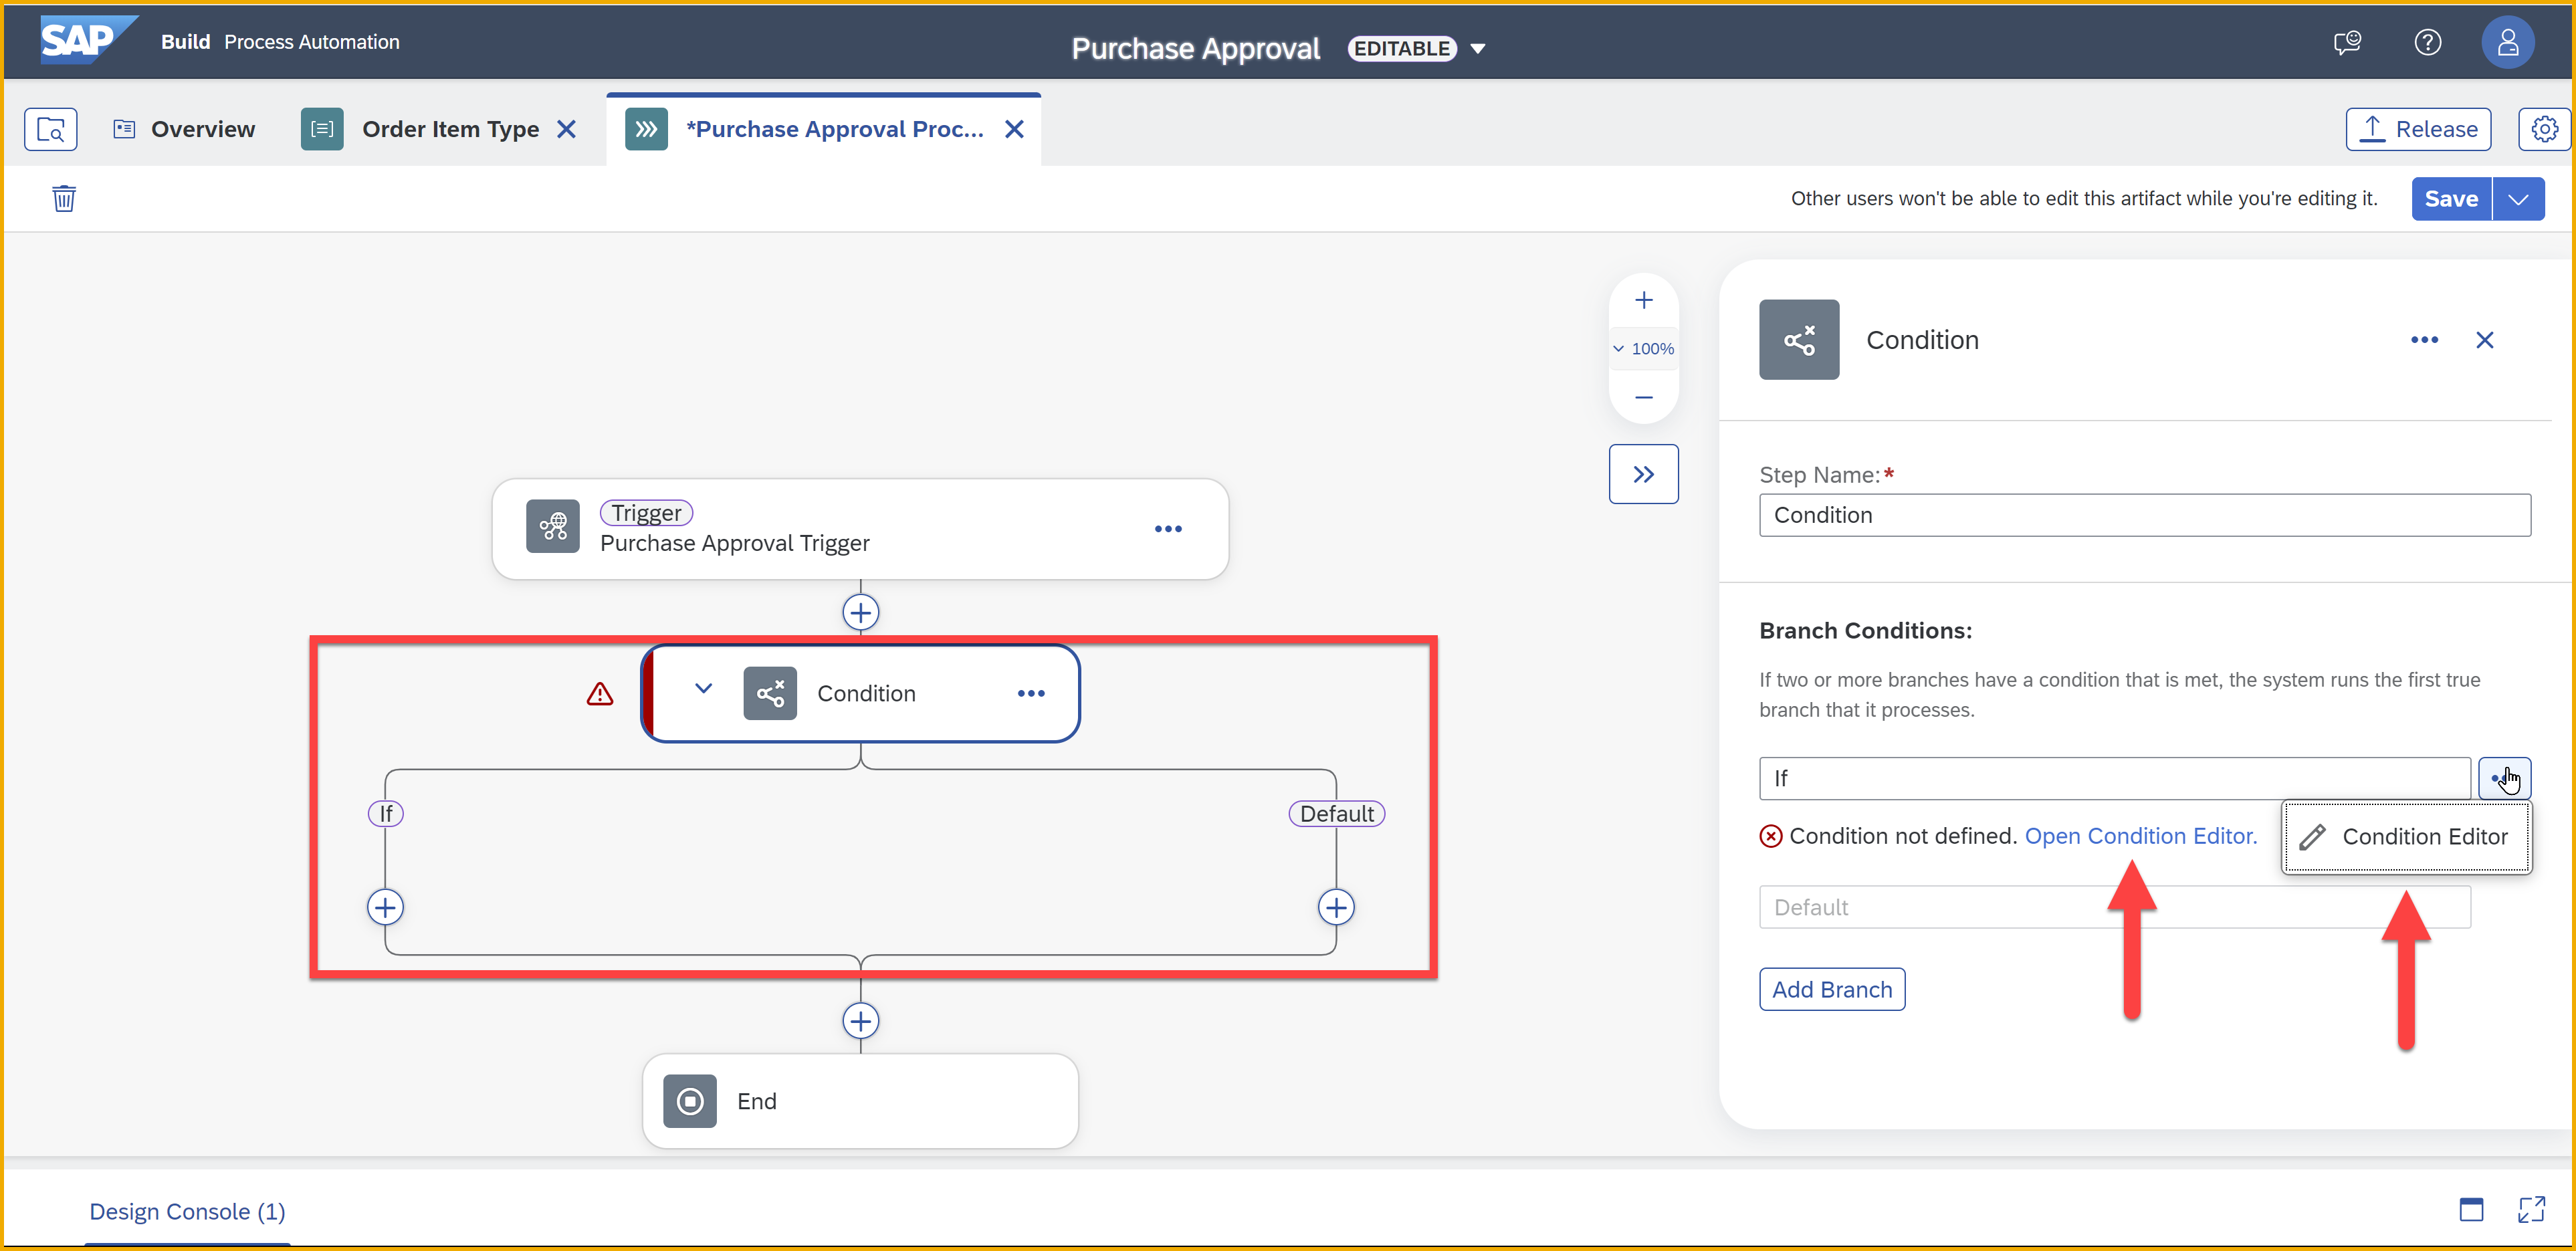 SAP Build Process Automation
Purchase Approval EDITABLE
Overview
Order Item Type
*Purchase Approval Proc...
Release
Other users won't be able to edit this artifact while you're editing it.
Save
100%
Trigger
Purchase Approval Trigger
Condition
If
Default
End
Condition
Step Name:*
Condition
Branch Conditions:
If two or more branches have a condition that is met, the system runs the first true
branch that it processes.
If
Condition not defined. Open Condition Editor.
Condition Editor
Default
Add Branch
Design Console (1)